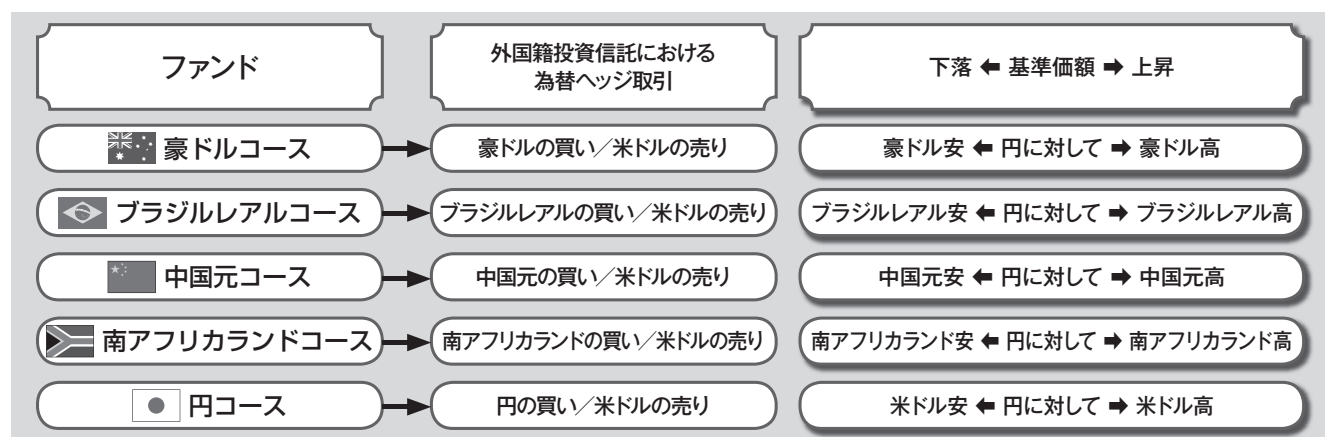 ファンド
外国籍投資信託における
為替ヘッジ取引
下落 ⬅ 基準価額 ➡ 上昇
豪ドルコース
豪ドルの買い／米ドルの売り
豪ドル安 ⬅ 円に対して ➡ 豪ドル高
ブラジルレアルコース
ブラジルレアルの買い／米ドルの売り
ブラジルレアル安 ⬅ 円に対して ➡ ブラジルレアル高
中国元コース
中国元の買い／米ドルの売り
中国元安 ⬅ 円に対して ➡ 中国元高
南アフリカランドコース
南アフリカランドの買い／米ドルの売り
南アフリカランド安 ⬅ 円に対して ➡ 南アフリカランド高
円コース
円の買い／米ドルの売り
米ドル安 ⬅ 円に対して ➡ 米ドル高